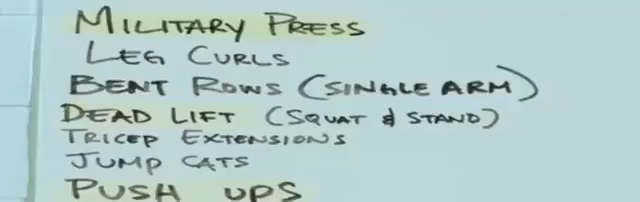 MILITARY PRESS
LEG CURLS
BENT ROWS (SINGLE ARM)
DEAD LIFT (SQUAT & STAND)
TRICEP EXTENSIONS
JUMP CATS
PUSH UPS